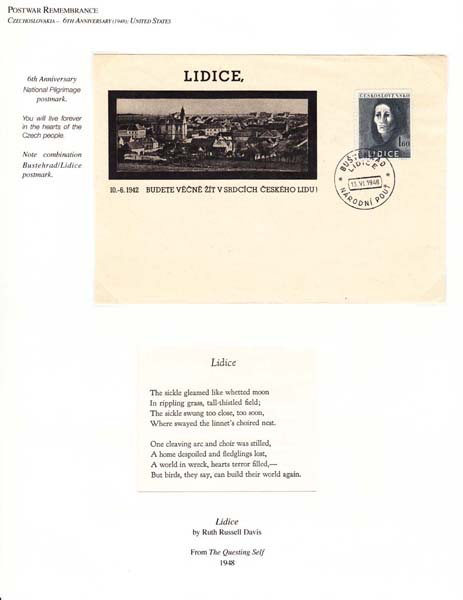 POSTWAR REMEMBRANCE
CZECHOSLOVAKIA – 6TH ANNIVERSARY (1948); UNITED STATES
6th Anniversary
National Pilgrimage
postmark.
You will live forever
in the hearts of the
Czech people.
Note combination
Bustehrad/Lidice
postmark.
LIDICE,
10.-6.1942 BUDETE VĚČNĚ ŽÍT V SRDCÍCH ČESKÉHO LIDU!
ČESKOSLOVENSKO
LIDICE
1.60
BUŠTĚHRAD
LIDICE
13.VI.1948
NÁRODNÍ POUŤ
Lidice
The sickle gleamed like whetted moon
In rippling grass, tall-thistled field;
The sickle swung too close, too soon,
Where swayed the linnet's choired nest.
One cleaving arc and choir was stilled,
A home despoiled and fledglings lost,
A world in wreck, hearts terror filled,—
But birds, they say, can build their world again.
Lidice
by Ruth Russell Davis
From The Questing Self
1948